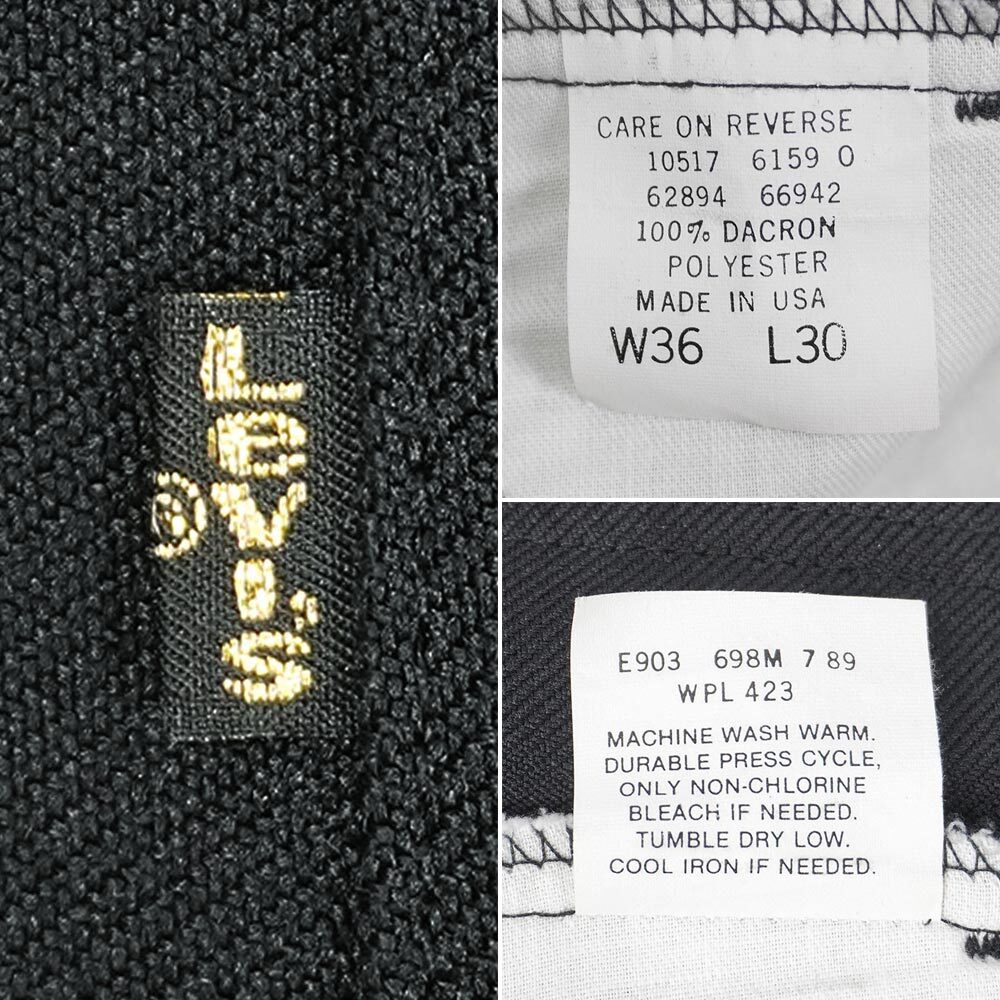 Levi's
®
CARE ON REVERSE
10517 6159 0
62894 66942
100% DACRON
POLYESTER
MADE IN USA
W36 L30
E903 698M 7 89
WPL 423
MACHINE WASH WARM.
DURABLE PRESS CYCLE,
ONLY NON-CHLORINE
BLEACH IF NEEDED.
TUMBLE DRY LOW.
COOL IRON IF NEEDED.